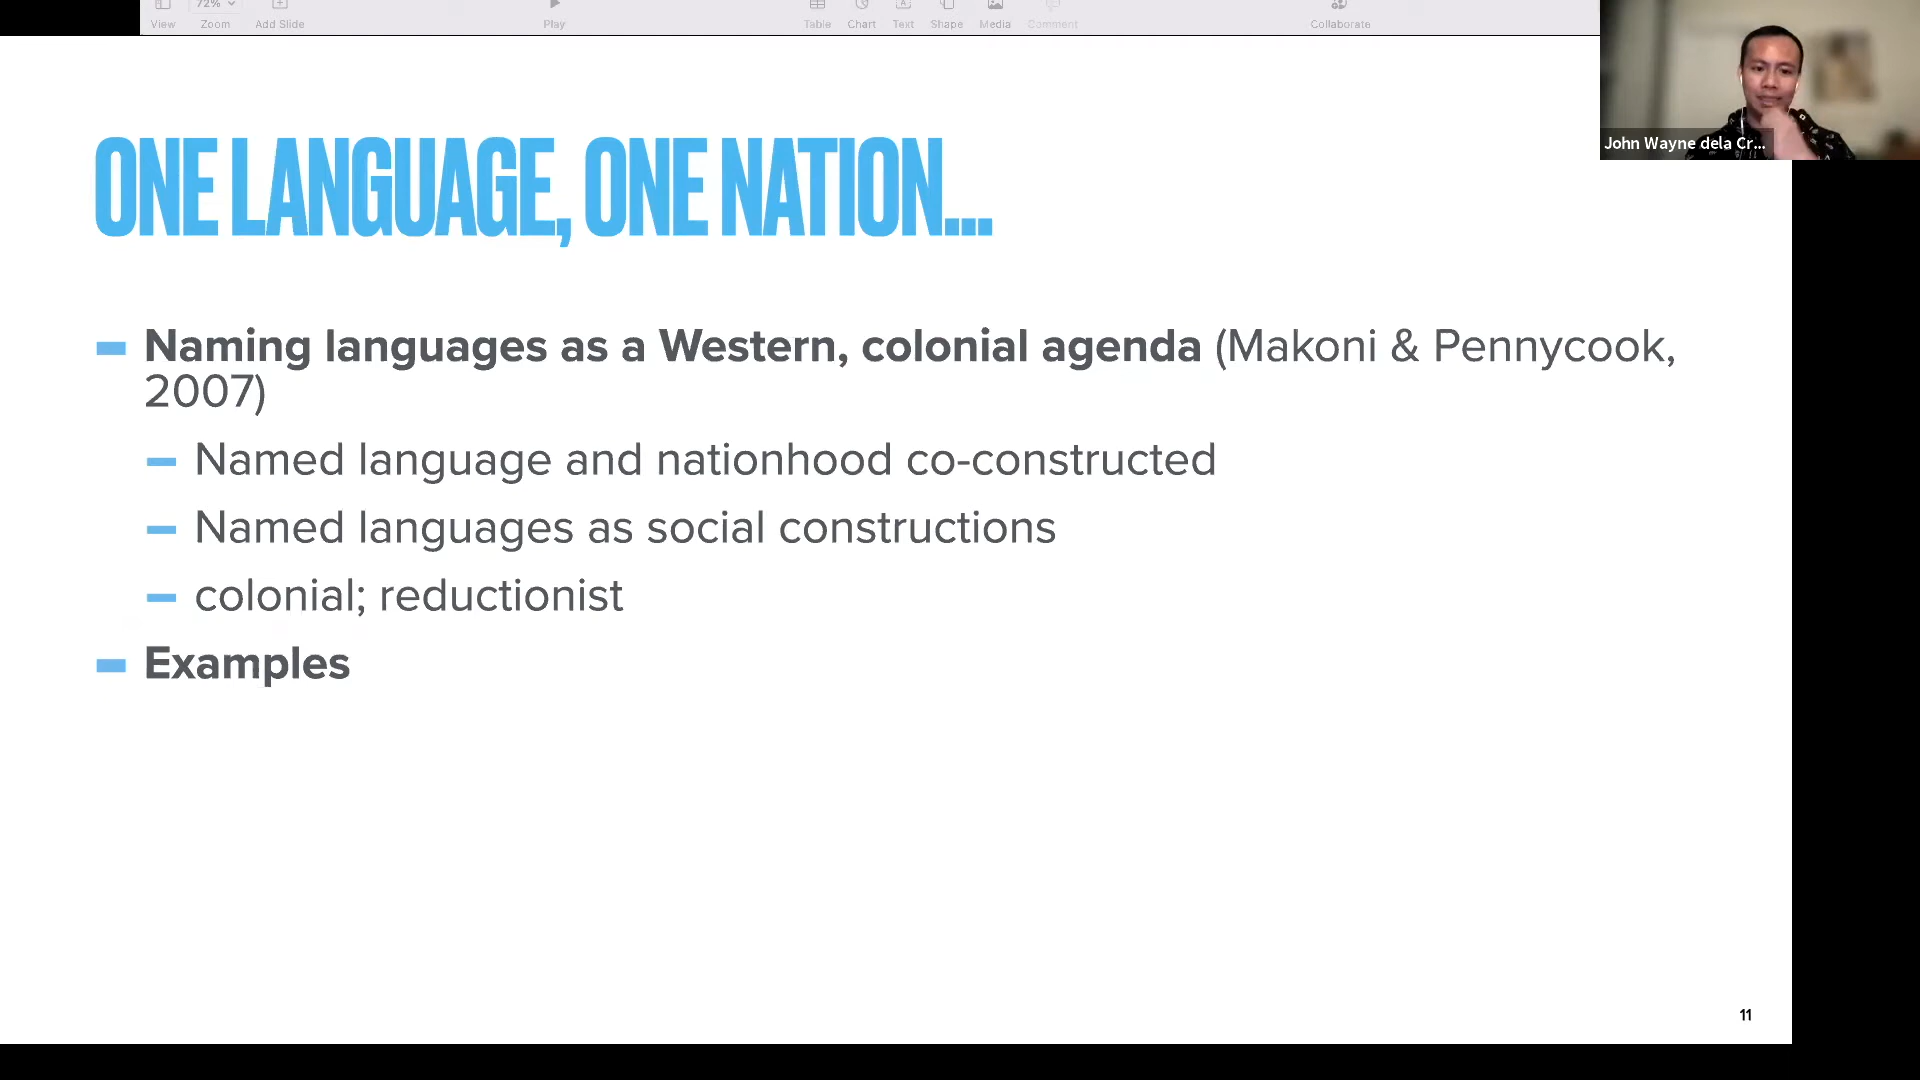 72%
View Zoom Add Slide Play Table Chart Text Shape Media Comment Collaborate
John Wayne dela Cr...
ONE LANGUAGE, ONE NATION...
Naming languages as a Western, colonial agenda (Makoni & Pennycook,
2007)
Named language and nationhood co-constructed
Named languages as social constructions
colonial; reductionist
Examples
11